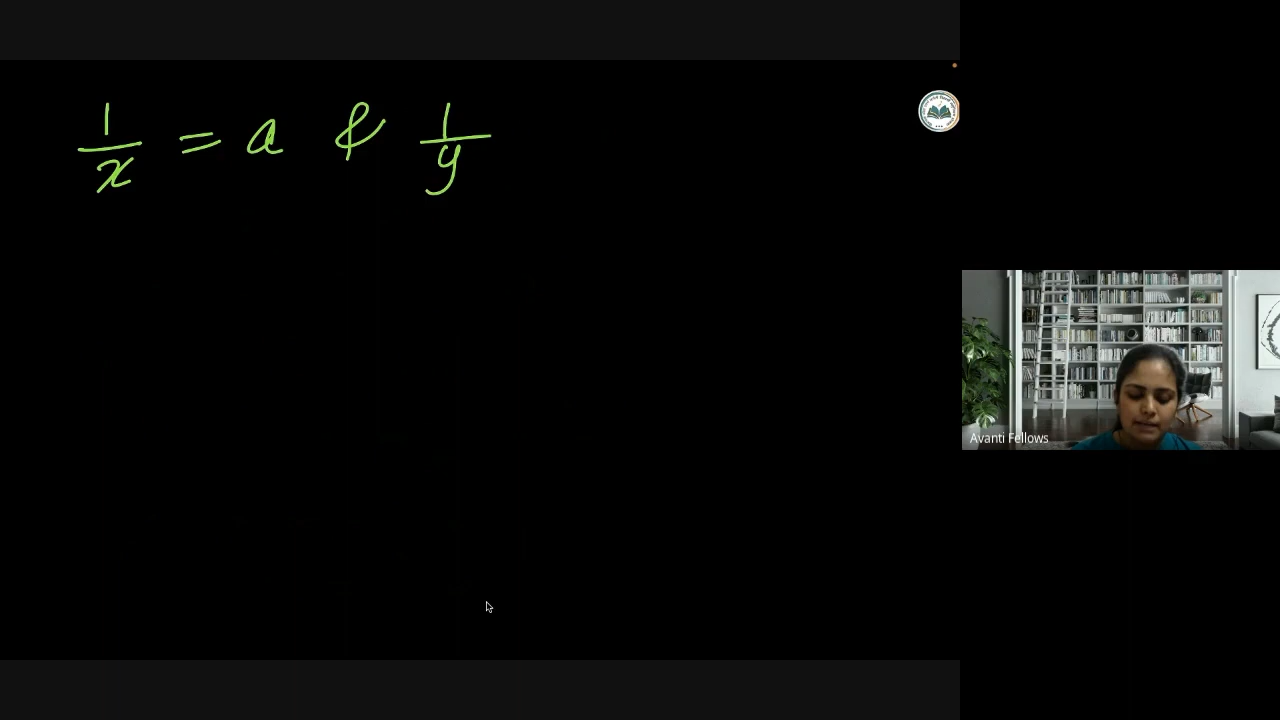 1/x = a & 1/y
Avanti Fellows